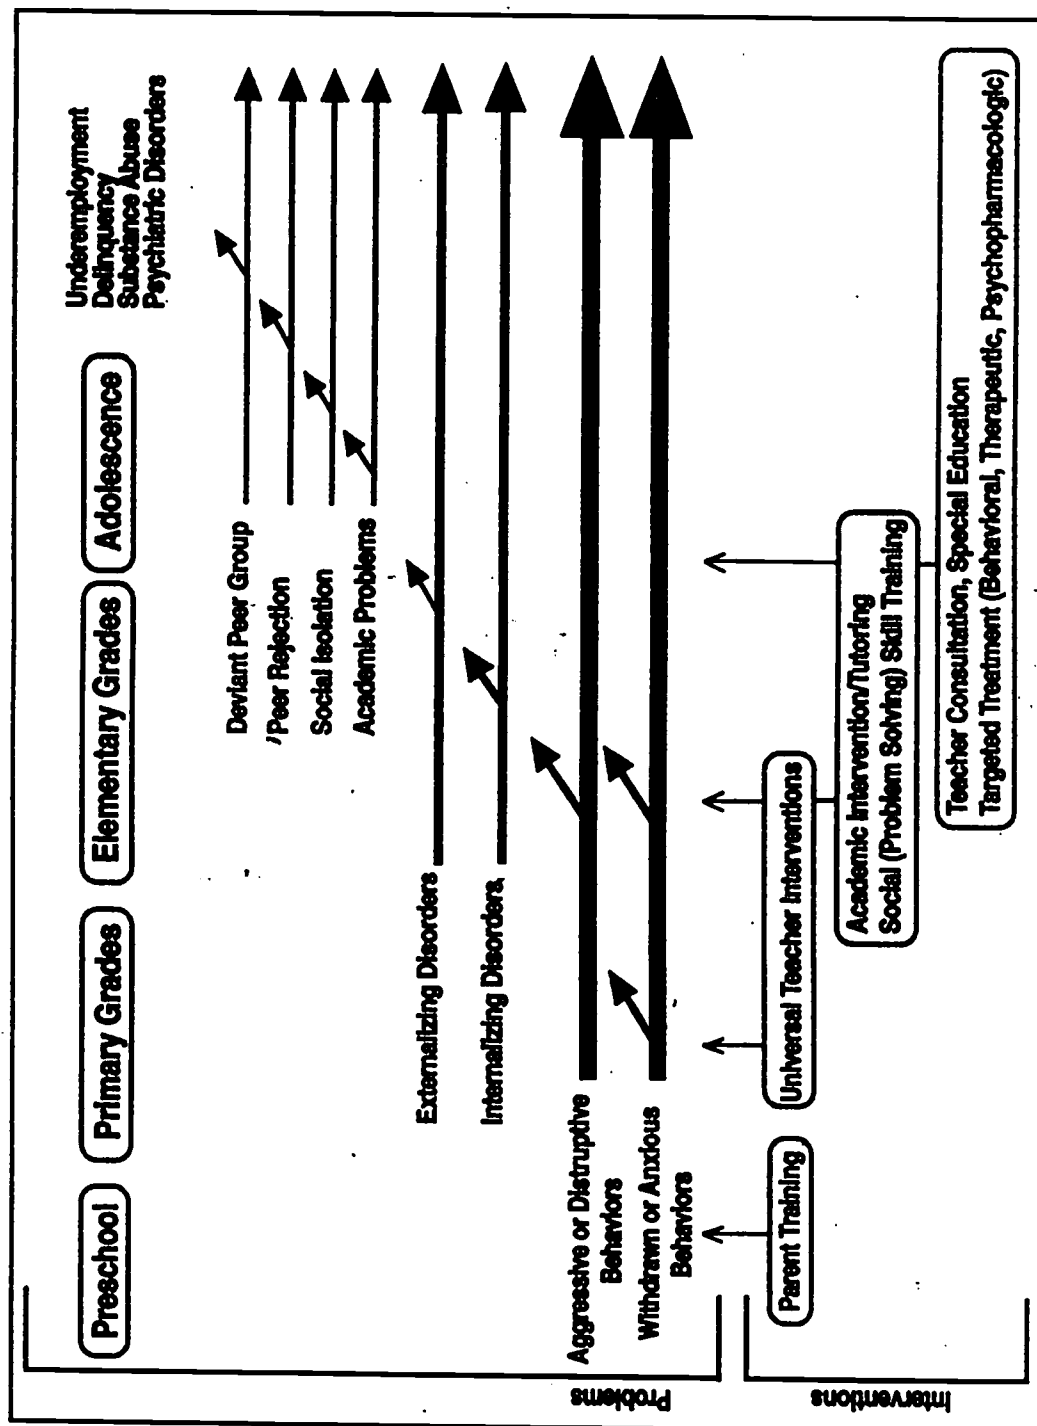 Preschool
Primary Grades
Elementary Grades
Adolescence
Underemployment
Delinquency
Substance Abuse
Psychiatric Disorders
Deviant Peer Group
Peer Rejection
Social Isolation
Academic Problems
Externalizing Disorders
Internalizing Disorders
Aggressive or Distruptive
Behaviors
Withdrawn or Anxious
Behaviors
Problems
Interventions
Parent Training
Universal Teacher Interventions
Academic Intervention/Tutoring
Social (Problem Solving) Skill Training
Teacher Consultation, Special Education
Targeted Treatment (Behavioral, Therapeutic, Psychopharmacologic)